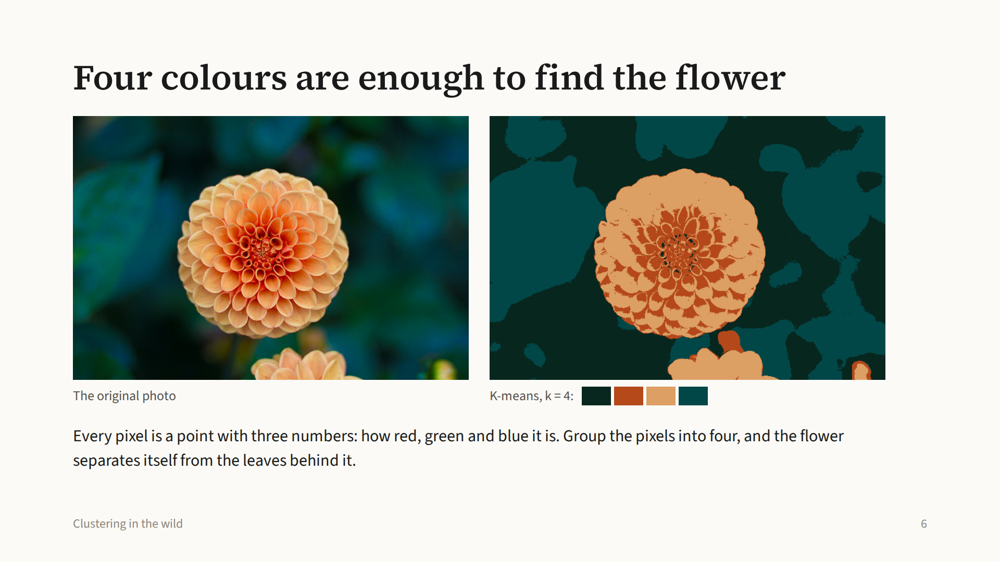 Four colours are enough to find the flower
The original photo
K-means, k = 4:
Every pixel is a point with three numbers: how red, green and blue it is. Group the pixels into four, and the flower
separates itself from the leaves behind it.
Clustering in the wild
6